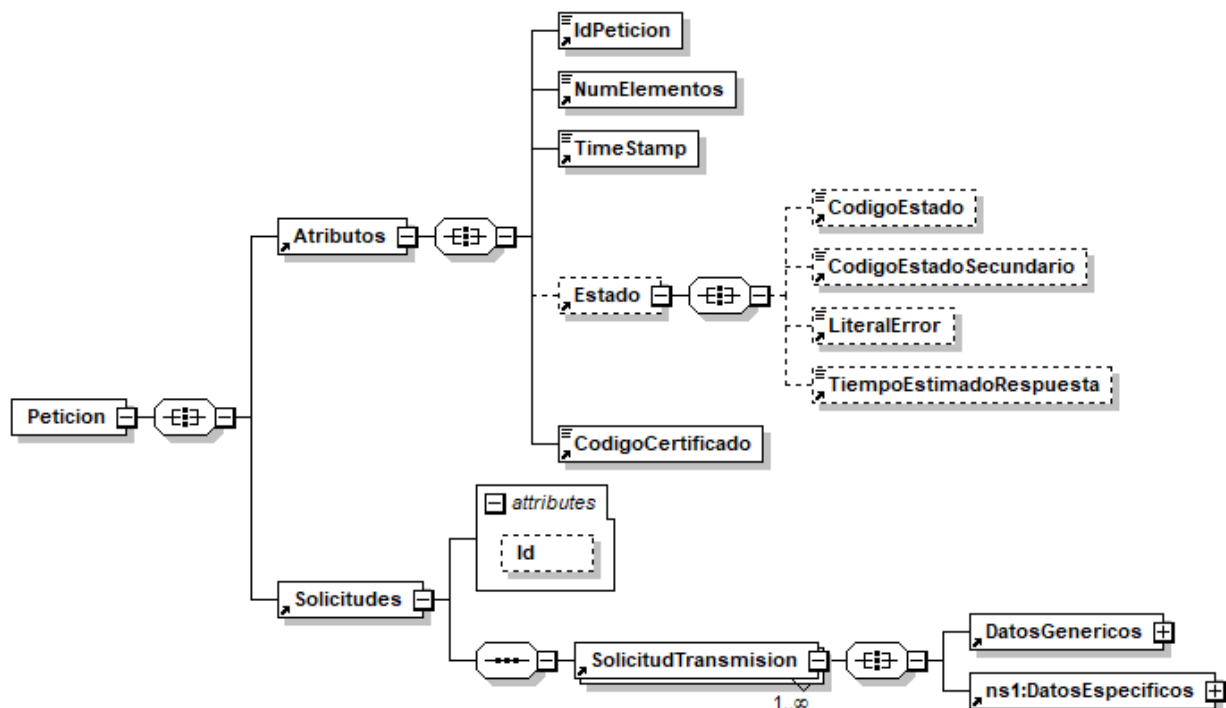 IdPeticion
NumElementos
TimeStamp
CodigoEstado
Atributos
CodigoEstadoSecundario
Estado
LiteralError
TiempoEstimadoRespuesta
Peticion
CodigoCertificado
attributes
Id
Solicitudes
DatosGenericos
SolicitudTransmision
ns1:DatosEspecificos
1..∞